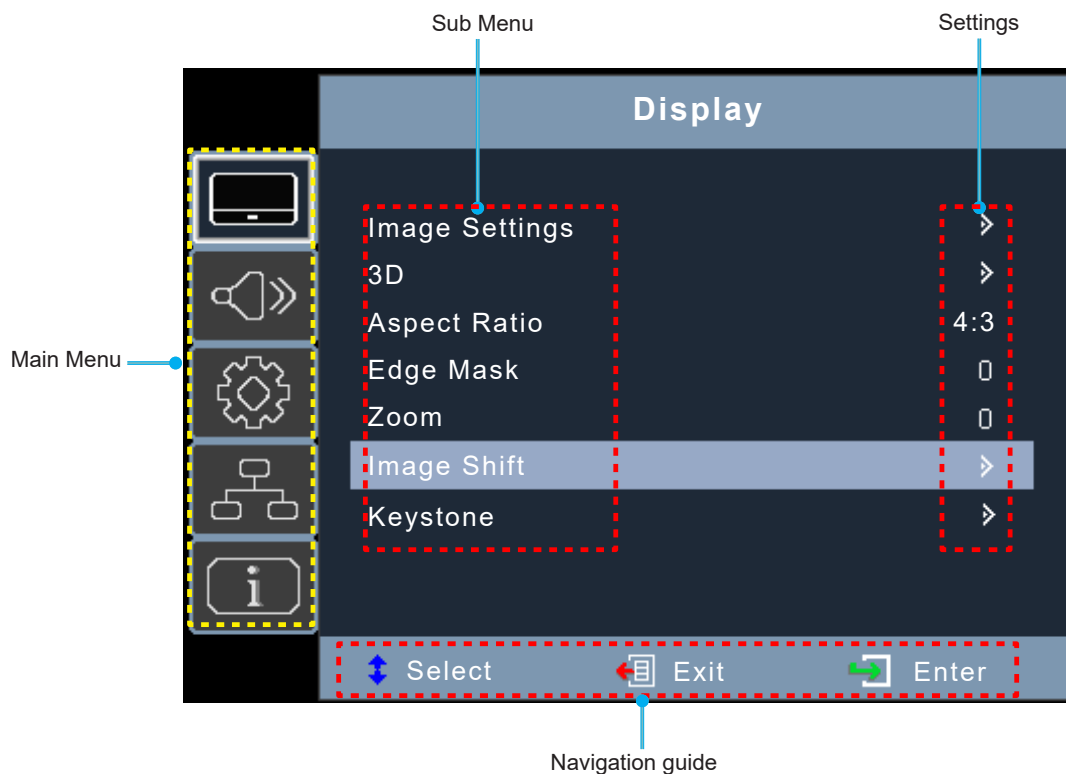 Sub Menu
Settings
Display
Image Settings
3D
Aspect Ratio 4:3
Edge Mask 0
Zoom 0
Image Shift
Keystone
Main Menu
i
Select Exit Enter
Navigation guide